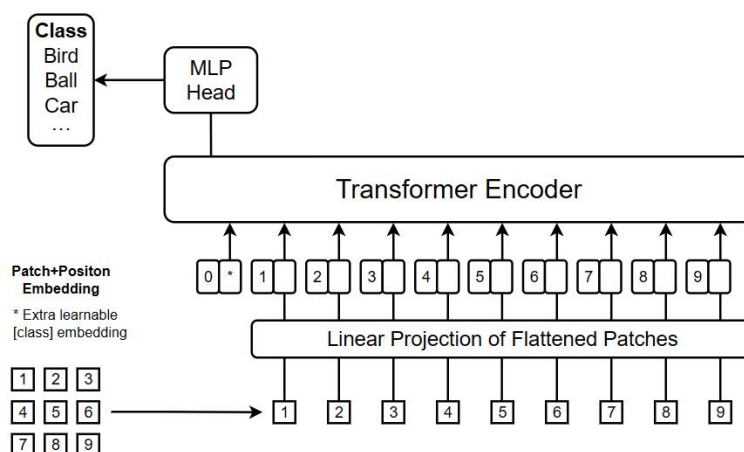 Class
Bird
Ball
Car
...
MLP
Head
Transformer Encoder
0 * 1 2 3 4 5 6 7 8 9
Patch+Positon
Embedding
* Extra learnable
[class] embedding
Linear Projection of Flattened Patches
1 2 3
4 5 6
7 8 9
1 2 3 4 5 6 7 8 9